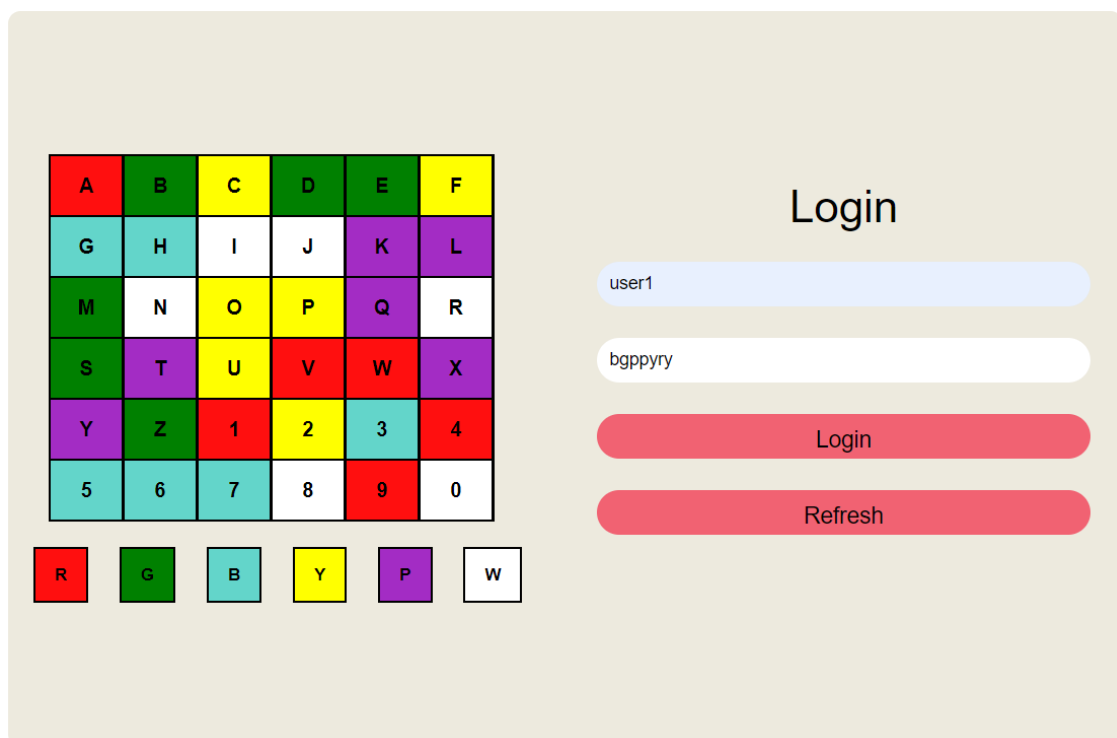 A B C D E F
G H I J K L
M N O P Q R
S T U V W X
Y Z 1 2 3 4
5 6 7 8 9 0
R G B Y P W
Login
user1
bgppyry
Login
Refresh